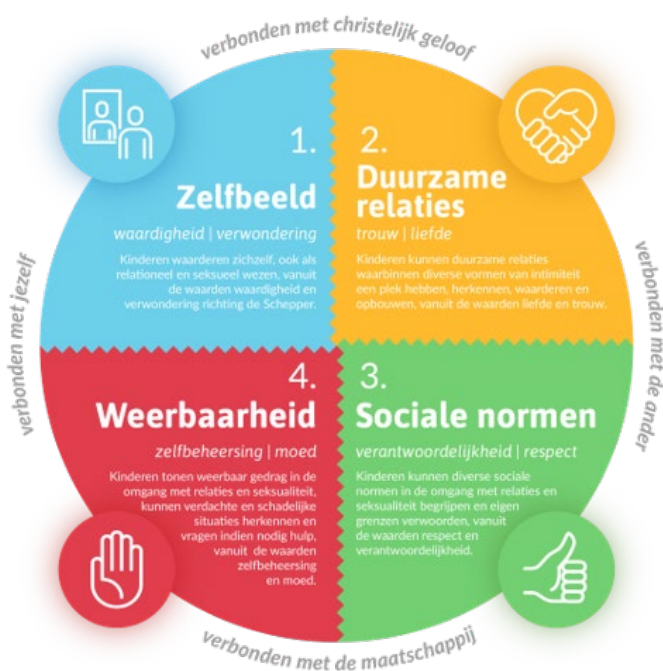 verbonden met christelijk geloof
1.
Zelfbeeld
waardigheid | verwondering
Kinderen waarderen zichzelf, ook als
relationeel en seksueel wezen, vanuit
de waarden waardigheid en
verwondering richting de Schepper.
2.
Duurzame
relaties
trouw | liefde
Kinderen kunnen duurzame relaties
waarbinnen diverse vormen van intimiteit
een plek hebben, herkennen, waarderen en
opbouwen, vanuit de waarden liefde en trouw.
verbonden met jezelf
verbonden met de ander
4.
Weerbaarheid
zelfbeheersing | moed
Kinderen tonen weerbaar gedrag in de
omgang met relaties en seksualiteit,
kunnen verdachte en schadelijke
situaties herkennen en
vragen indien nodig hulp,
vanuit de waarden
zelfbeheersing
en moed.
3.
Sociale normen
verantwoordelijkheid | respect
Kinderen kunnen diverse sociale
normen in de omgang met relaties en
seksualiteit begrijpen en eigen
grenzen verwoorden, vanuit
de waarden respect en
verantwoordelijkheid.
verbonden met de maatschappij